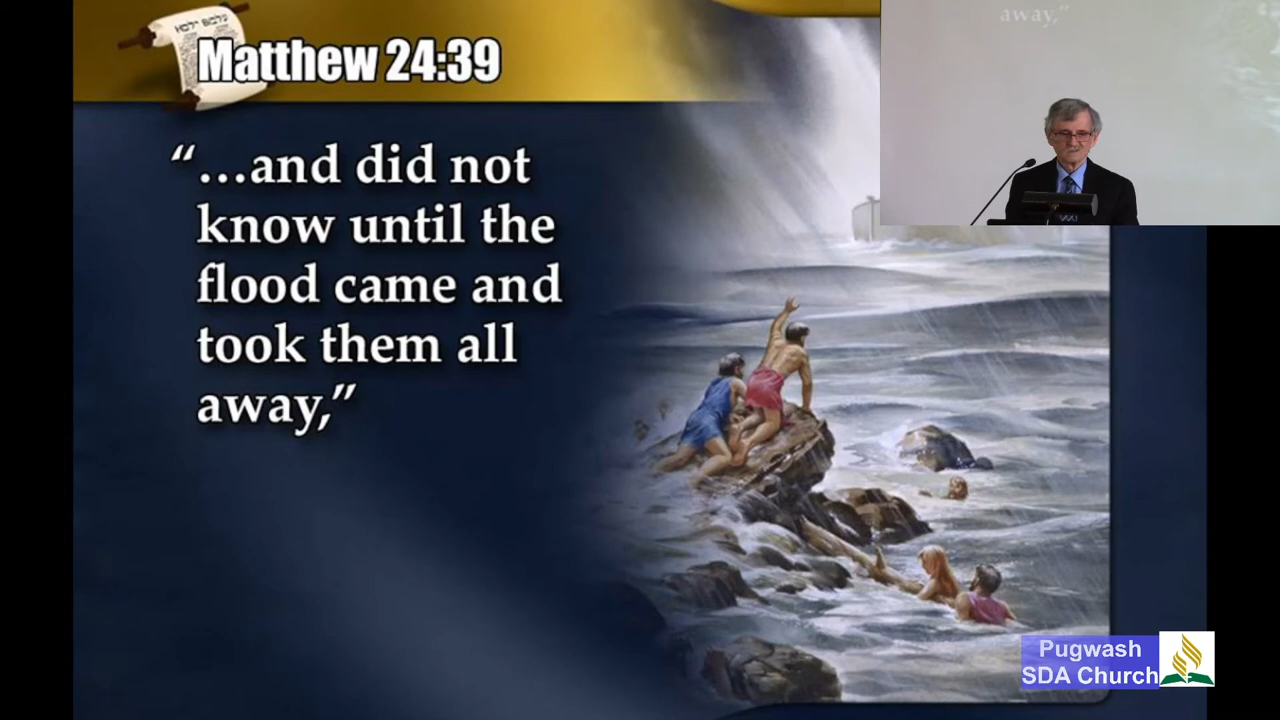 Matthew 24:39
“…and did not
know until the
flood came and
took them all
away,”
away,”
Pugwash
SDA Church